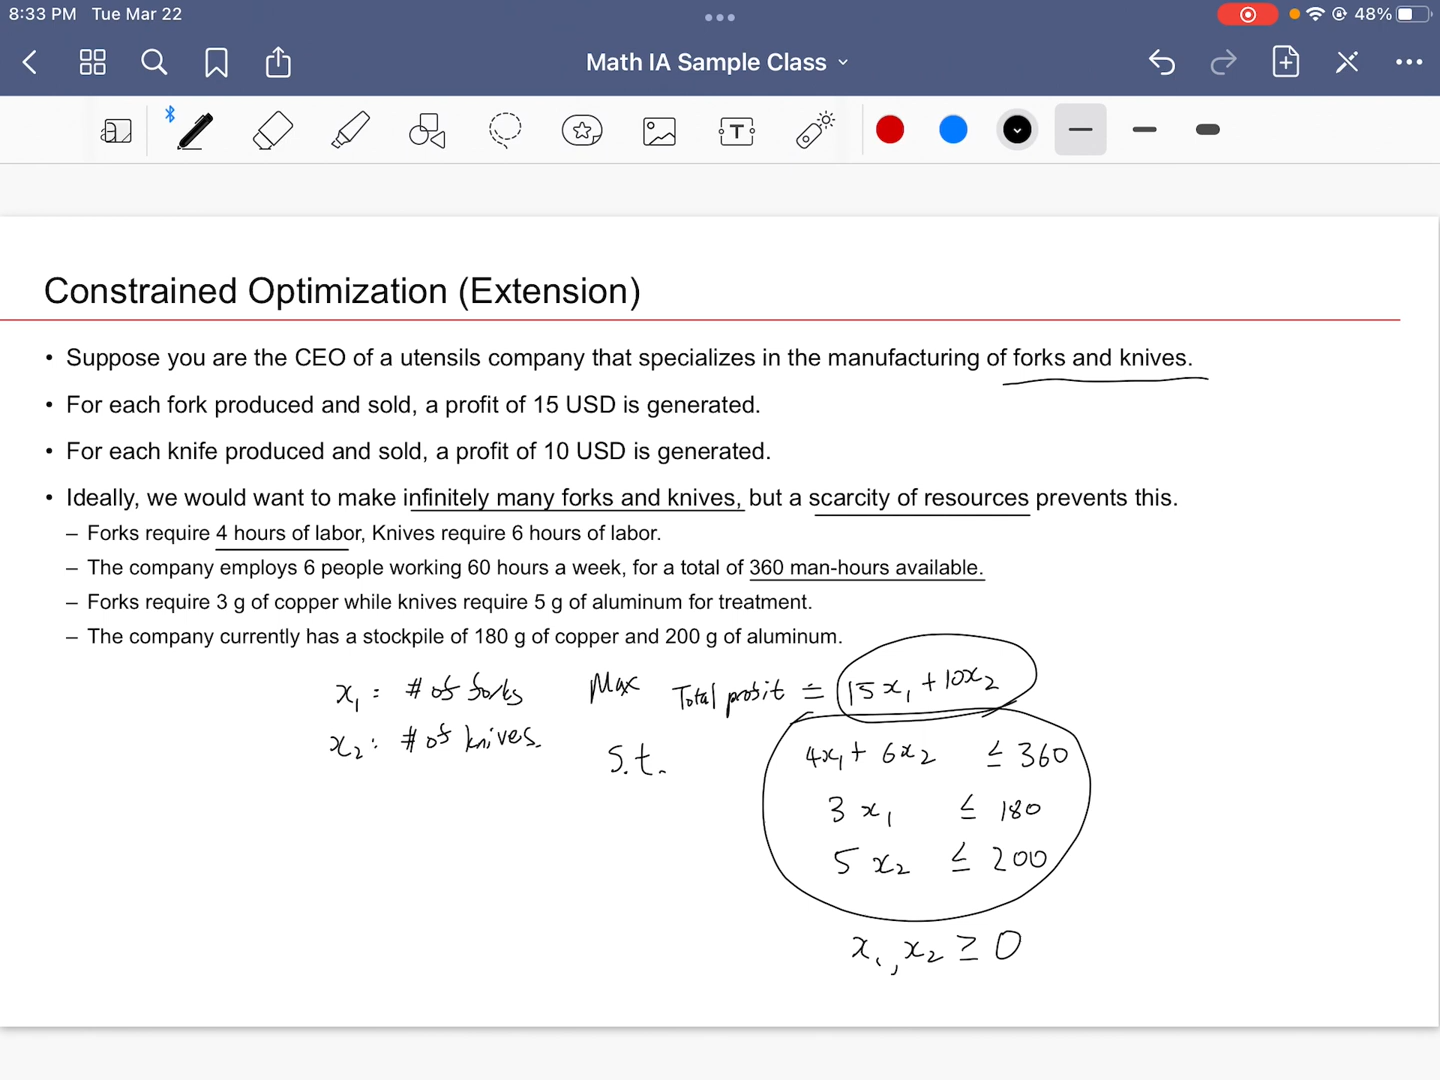 8:33 PM Tue Mar 22
48%
Math IA Sample Class
Constrained Optimization (Extension)
• Suppose you are the CEO of a utensils company that specializes in the manufacturing of forks and knives.
• For each fork produced and sold, a profit of 15 USD is generated.
• For each knife produced and sold, a profit of 10 USD is generated.
• Ideally, we would want to make infinitely many forks and knives, but a scarcity of resources prevents this.
– Forks require 4 hours of labor, Knives require 6 hours of labor.
– The company employs 6 people working 60 hours a week, for a total of 360 man-hours available.
– Forks require 3 g of copper while knives require 5 g of aluminum for treatment.
– The company currently has a stockpile of 180 g of copper and 200 g of aluminum.
x₁ : # of forks
x₂ : # of knives.
Max Total profit = 15x₁ + 10x₂
s.t. 4x₁ + 6x₂ ≤ 360
3x₁ ≤ 180
5x₂ ≤ 200
x₁, x₂ ≥ 0